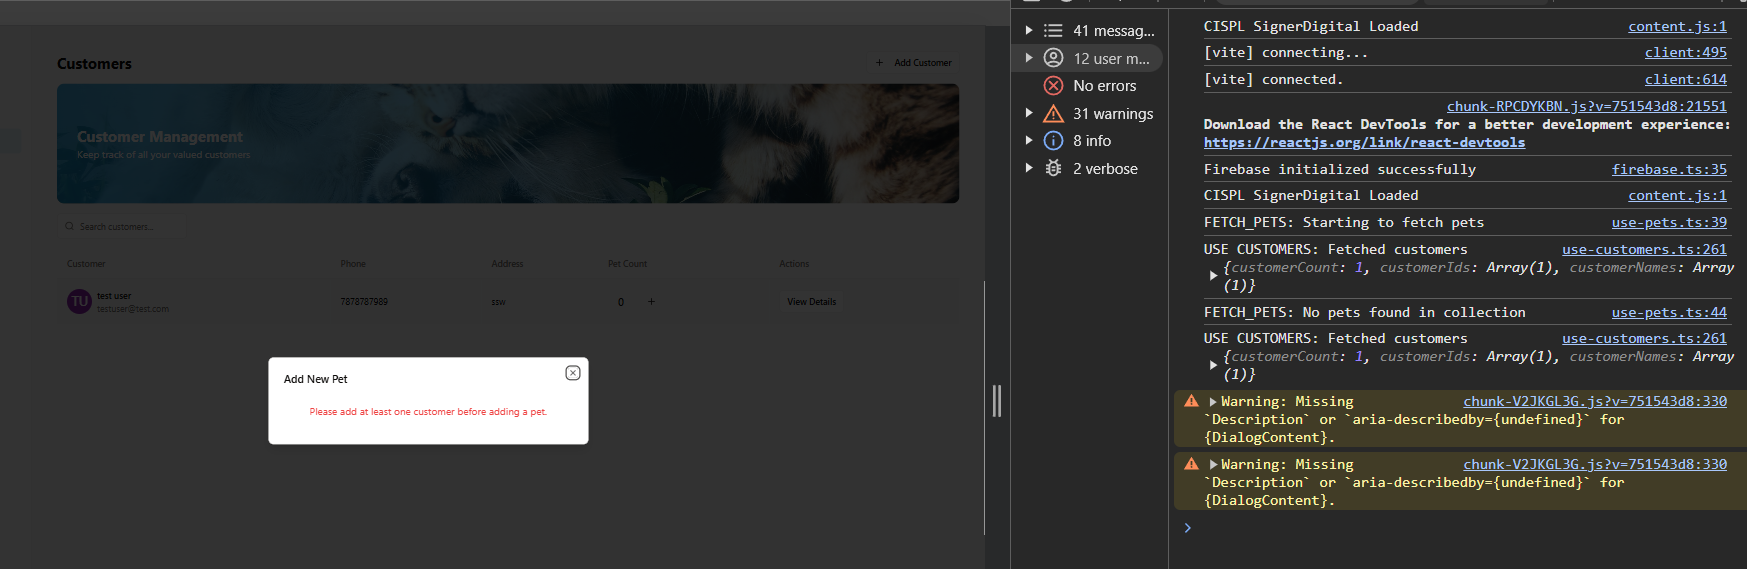 Customers
+ Add Customer
Customer Management
Keep track of all your valued customers
Search customers...
Customer Phone Address Pet Count Actions
TU test user 7878787989 ssw 0 + View Details
testuser@test.com
Add New Pet
Please add at least one customer before adding a pet.
41 messag...
12 user m...
No errors
31 warnings
8 info
2 verbose
CISPL SignerDigital Loaded content.js:1
[vite] connecting... client:495
[vite] connected. client:614
chunk-RPCDYKBN.js?v=751543d8:21551
Download the React DevTools for a better development experience:
https://reactjs.org/link/react-devtools
Firebase initialized successfully firebase.ts:35
CISPL SignerDigital Loaded content.js:1
FETCH_PETS: Starting to fetch pets use-pets.ts:39
USE CUSTOMERS: Fetched customers use-customers.ts:261
{customerCount: 1, customerIds: Array(1), customerNames: Array
(1)}
FETCH_PETS: No pets found in collection use-pets.ts:44
USE CUSTOMERS: Fetched customers use-customers.ts:261
{customerCount: 1, customerIds: Array(1), customerNames: Array
(1)}
Warning: Missing chunk-V2JKGL3G.js?v=751543d8:330
`Description` or `aria-describedby={undefined}` for
{DialogContent}.
Warning: Missing chunk-V2JKGL3G.js?v=751543d8:330
`Description` or `aria-describedby={undefined}` for
{DialogContent}.